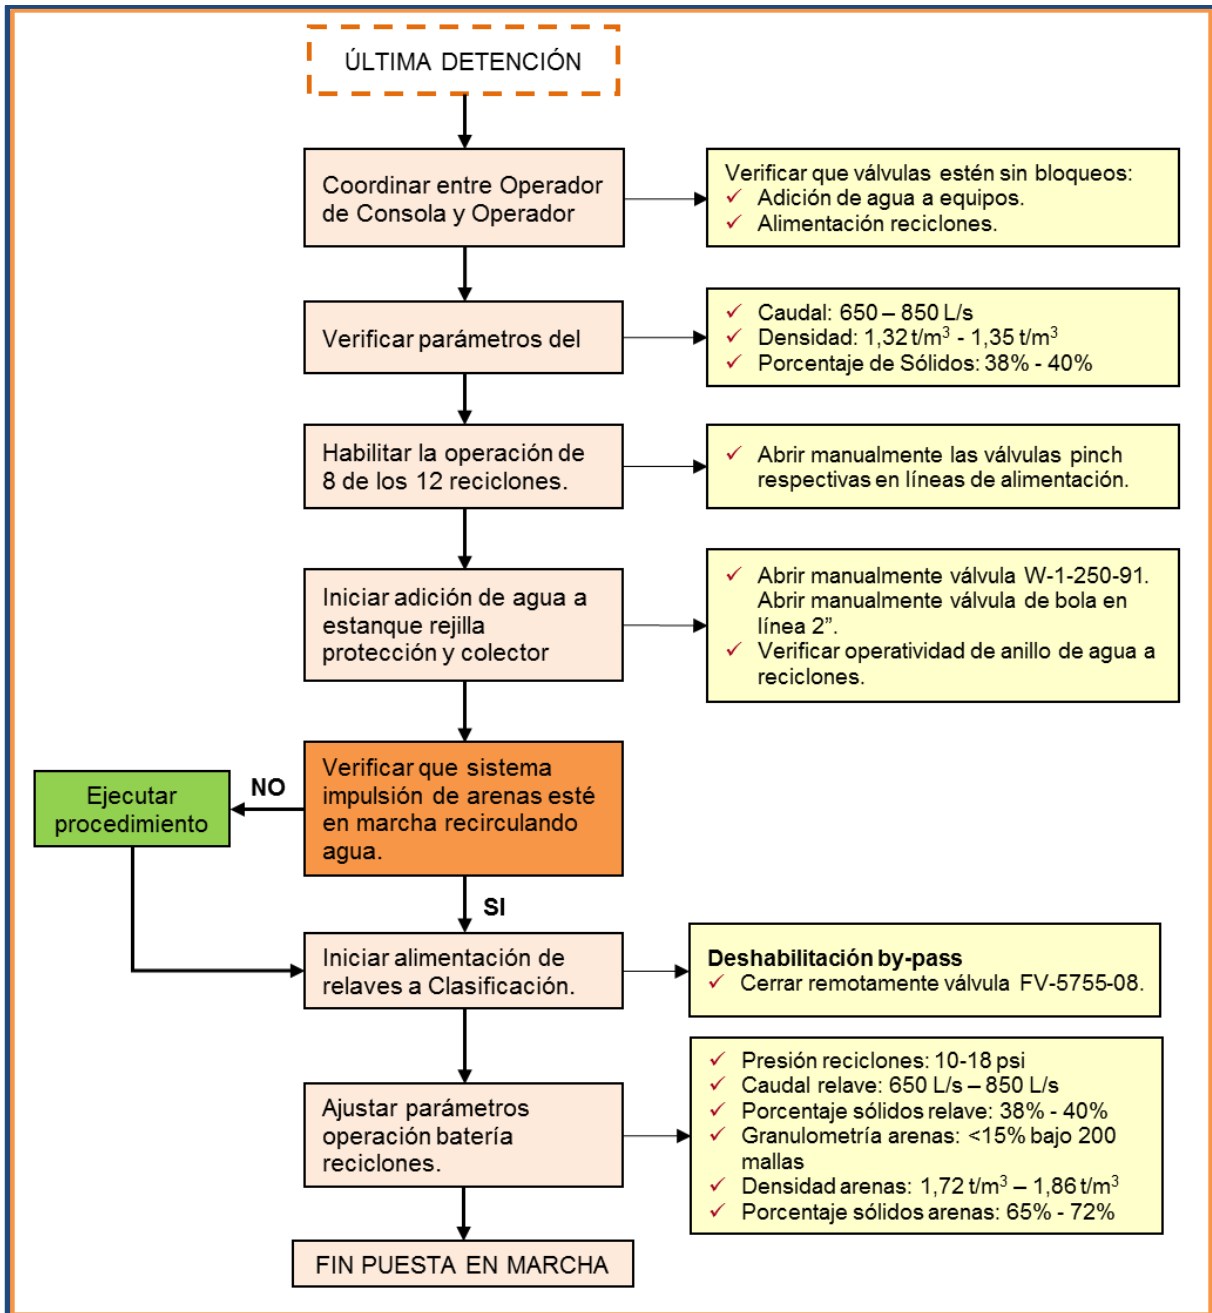 ÚLTIMA DETENCIÓN
Coordinar entre Operador
de Consola y Operador
Verificar que válvulas estén sin bloqueos:
✓ Adición de agua a equipos.
✓ Alimentación reciclones.
Verificar parámetros del
✓ Caudal: 650 – 850 L/s
✓ Densidad: 1,32 t/m³ - 1,35 t/m³
✓ Porcentaje de Sólidos: 38% - 40%
Habilitar la operación de
8 de los 12 reciclones.
✓ Abrir manualmente las válvulas pinch
respectivas en líneas de alimentación.
Iniciar adición de agua a
estanque rejilla
protección y colector
✓ Abrir manualmente válvula W-1-250-91.
Abrir manualmente válvula de bola en
línea 2”.
✓ Verificar operatividad de anillo de agua a
reciclones.
Verificar que sistema
impulsión de arenas esté
en marcha recirculando
agua.
NO
Ejecutar
procedimiento
SI
Iniciar alimentación de
relaves a Clasificación.
Deshabilitación by-pass
✓ Cerrar remotamente válvula FV-5755-08.
Ajustar parámetros
operación batería
reciclones.
✓ Presión reciclones: 10-18 psi
✓ Caudal relave: 650 L/s – 850 L/s
✓ Porcentaje sólidos relave: 38% - 40%
✓ Granulometría arenas: <15% bajo 200
mallas
✓ Densidad arenas: 1,72 t/m³ – 1,86 t/m³
✓ Porcentaje sólidos arenas: 65% - 72%
FIN PUESTA EN MARCHA